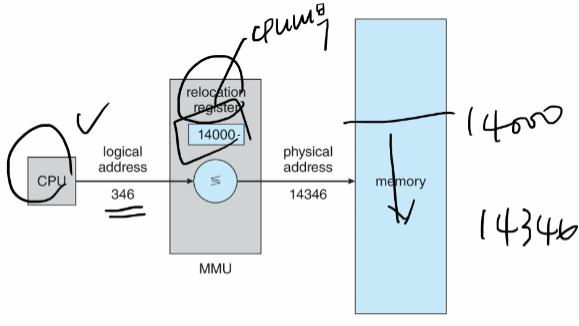 CPU
relocation
register
14000
14000
CPU
logical
address
346
physical
address
14346
memory
14346
MMU